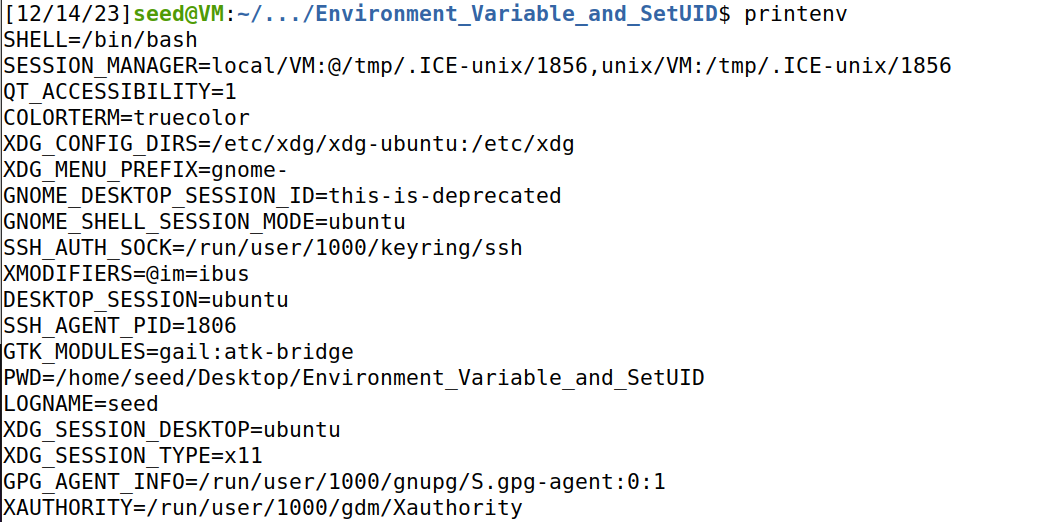 [12/14/23]seed@VM:~/.../Environment_Variable_and_SetUID$ printenv
SHELL=/bin/bash
SESSION_MANAGER=local/VM:@/tmp/.ICE-unix/1856,unix/VM:/tmp/.ICE-unix/1856
QT_ACCESSIBILITY=1
COLORTERM=truecolor
XDG_CONFIG_DIRS=/etc/xdg/xdg-ubuntu:/etc/xdg
XDG_MENU_PREFIX=gnome-
GNOME_DESKTOP_SESSION_ID=this-is-deprecated
GNOME_SHELL_SESSION_MODE=ubuntu
SSH_AUTH_SOCK=/run/user/1000/keyring/ssh
XMODIFIERS=@im=ibus
DESKTOP_SESSION=ubuntu
SSH_AGENT_PID=1806
GTK_MODULES=gail:atk-bridge
PWD=/home/seed/Desktop/Environment_Variable_and_SetUID
LOGNAME=seed
XDG_SESSION_DESKTOP=ubuntu
XDG_SESSION_TYPE=x11
GPG_AGENT_INFO=/run/user/1000/gnupg/S.gpg-agent:0:1
XAUTHORITY=/run/user/1000/gdm/Xauthority